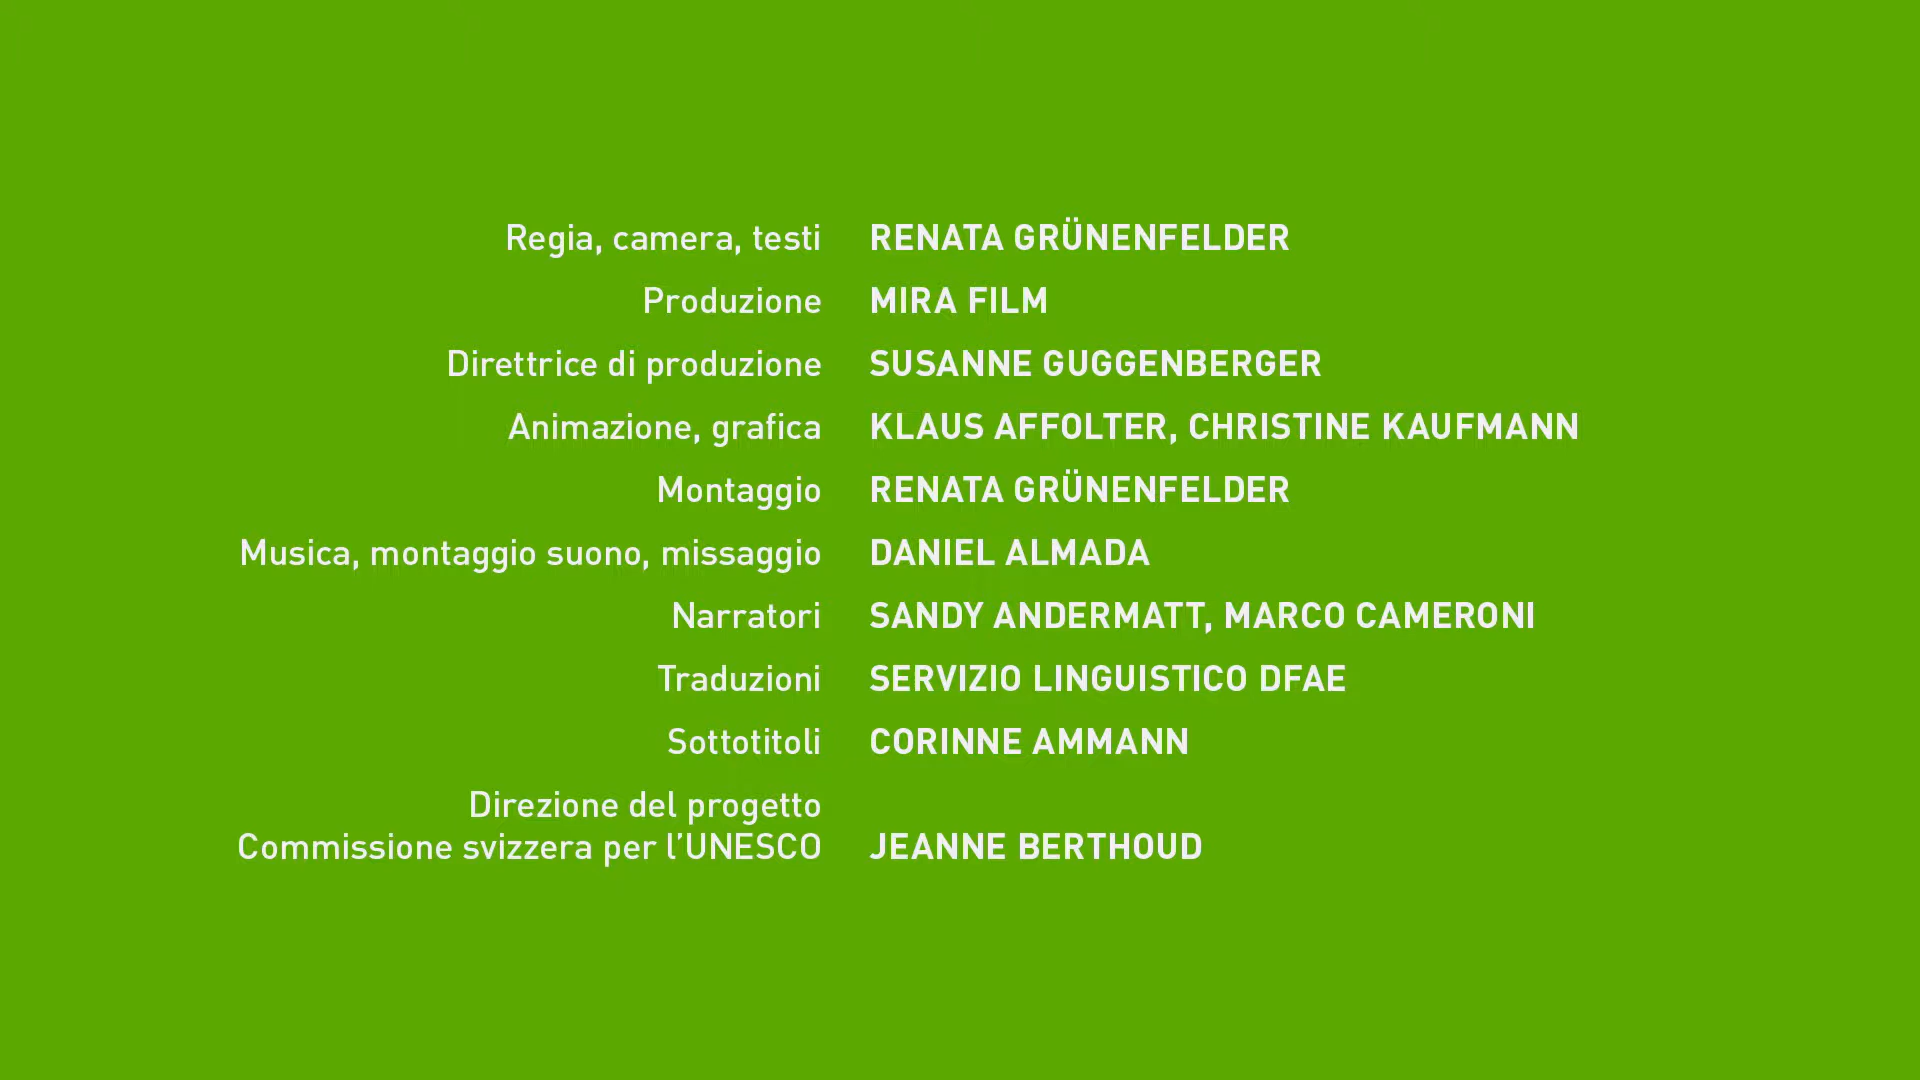 Regia, camera, testi RENATA GRÜNENFELDER
Produzione MIRA FILM
Direttrice di produzione SUSANNE GUGGENBERGER
Animazione, grafica KLAUS AFFOLTER, CHRISTINE KAUFMANN
Montaggio RENATA GRÜNENFELDER
Musica, montaggio suono, missaggio DANIEL ALMADA
Narratori SANDY ANDERMATT, MARCO CAMERONI
Traduzioni SERVIZIO LINGUISTICO DFAE
Sottotitoli CORINNE AMMANN
Direzione del progetto
Commissione svizzera per l’UNESCO JEANNE BERTHOUD